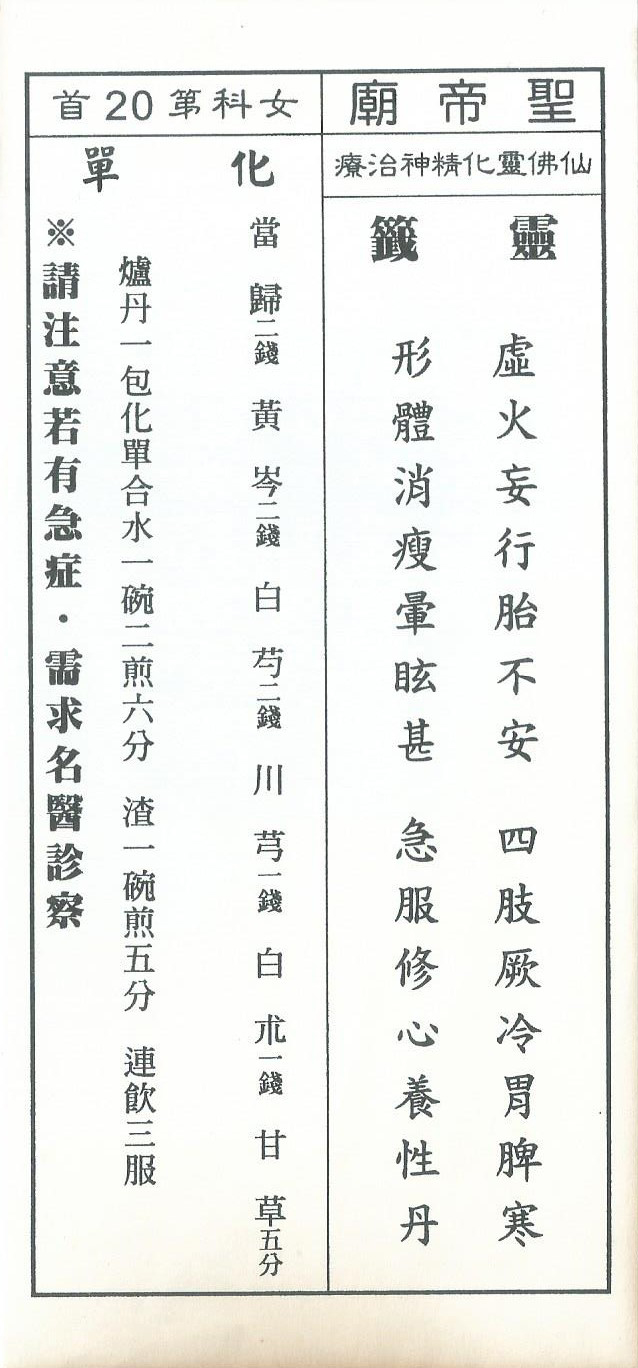 聖帝廟
仙佛靈化精神治療
靈籤
虛火妄行胎不安 四肢厥冷胃脾寒
形體消瘦暈眩甚 急服修心養性丹
女科第20首
化單
當歸二錢 黃岑二錢 白芍二錢 川芎一錢 白朮一錢 甘草五分
爐丹一包化單合水一碗二煎六分 渣一碗煎五分 連飲三服
※請注意若有急症·需求名醫診察